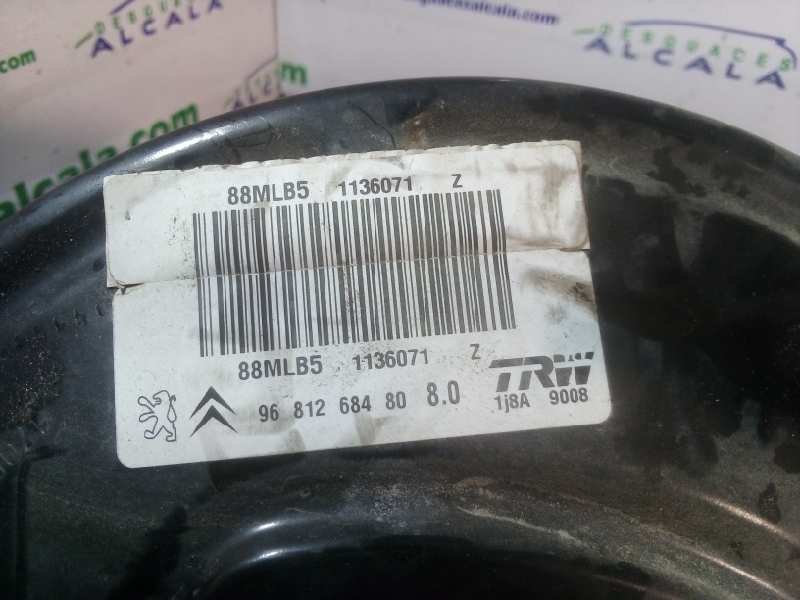 DESGUACES
ALCALA
DESGUACES
ALCALA
.com
alcala.com
88MLB5 1136071 Z
88MLB5 1136071 Z
96 812 684 80 8.0
TRW
1j8A 9008